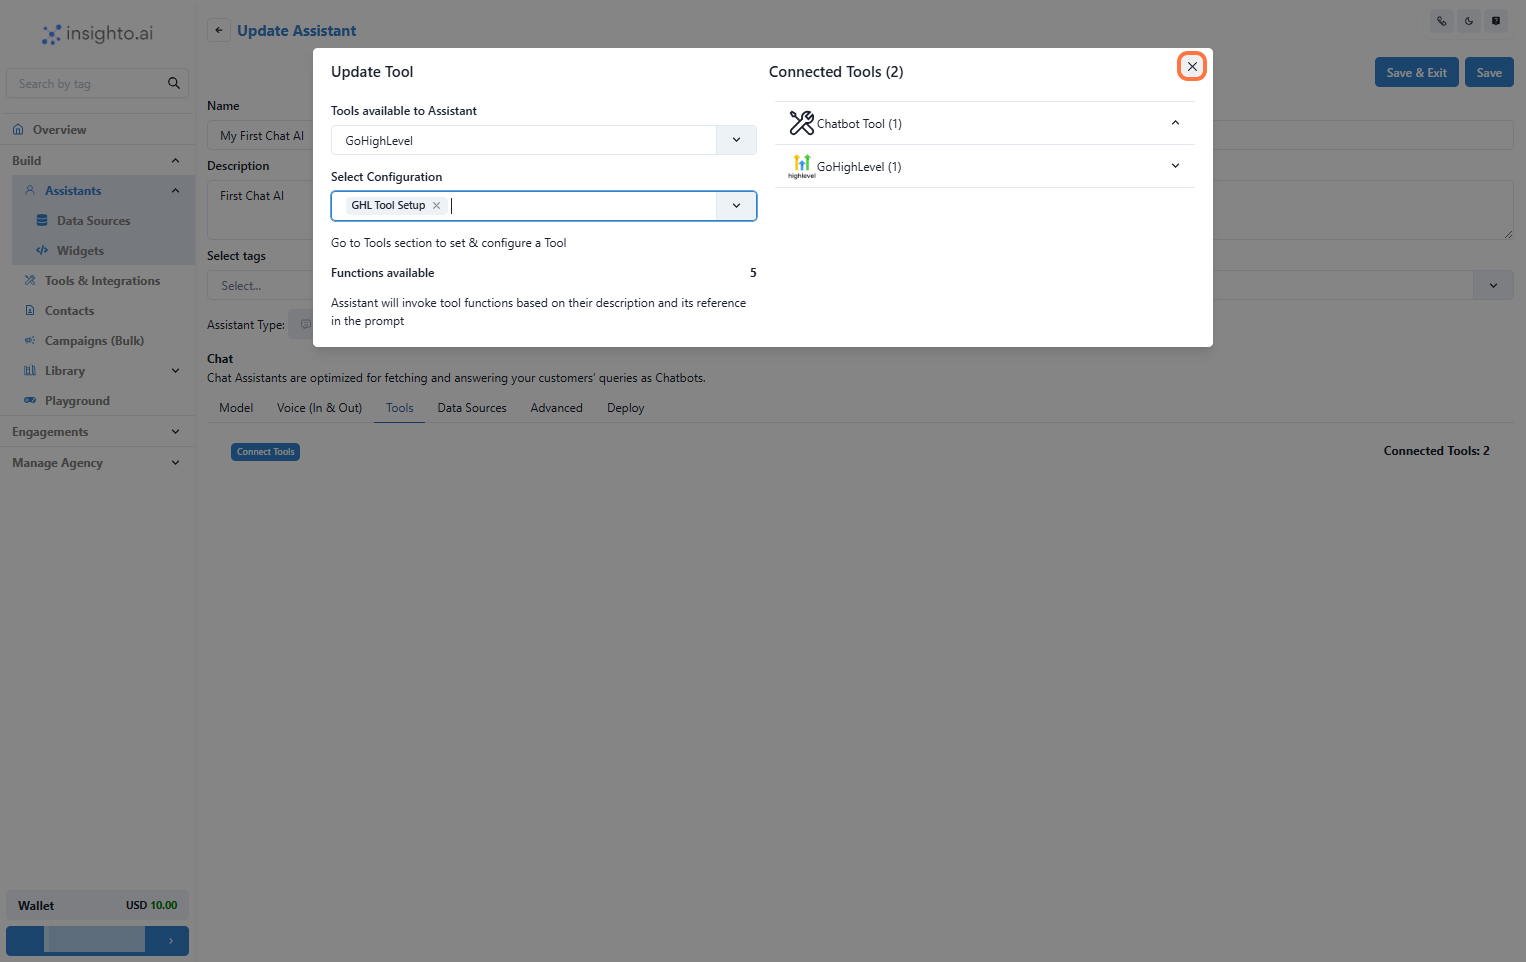 insighto.ai
Search by tag
Overview
Build
Assistants
Data Sources
Widgets
Tools & Integrations
Contacts
Campaigns (Bulk)
Library
Playground
Engagements
Manage Agency
Wallet USD 10.00
Update Assistant
Save & Exit Save
Name
My First Chat AI
Description
First Chat AI
Select tags
Select...
Assistant Type:
Chat
Chat Assistants are optimized for fetching and answering your customers' queries as Chatbots.
Model Voice (In & Out) Tools Data Sources Advanced Deploy
Connect Tools Connected Tools: 2
Update Tool
Tools available to Assistant
GoHighLevel
Select Configuration
GHL Tool Setup
Go to Tools section to set & configure a Tool
Functions available 5
Assistant will invoke tool functions based on their description and its reference
in the prompt
Connected Tools (2)
Chatbot Tool (1)
highlevel GoHighLevel (1)